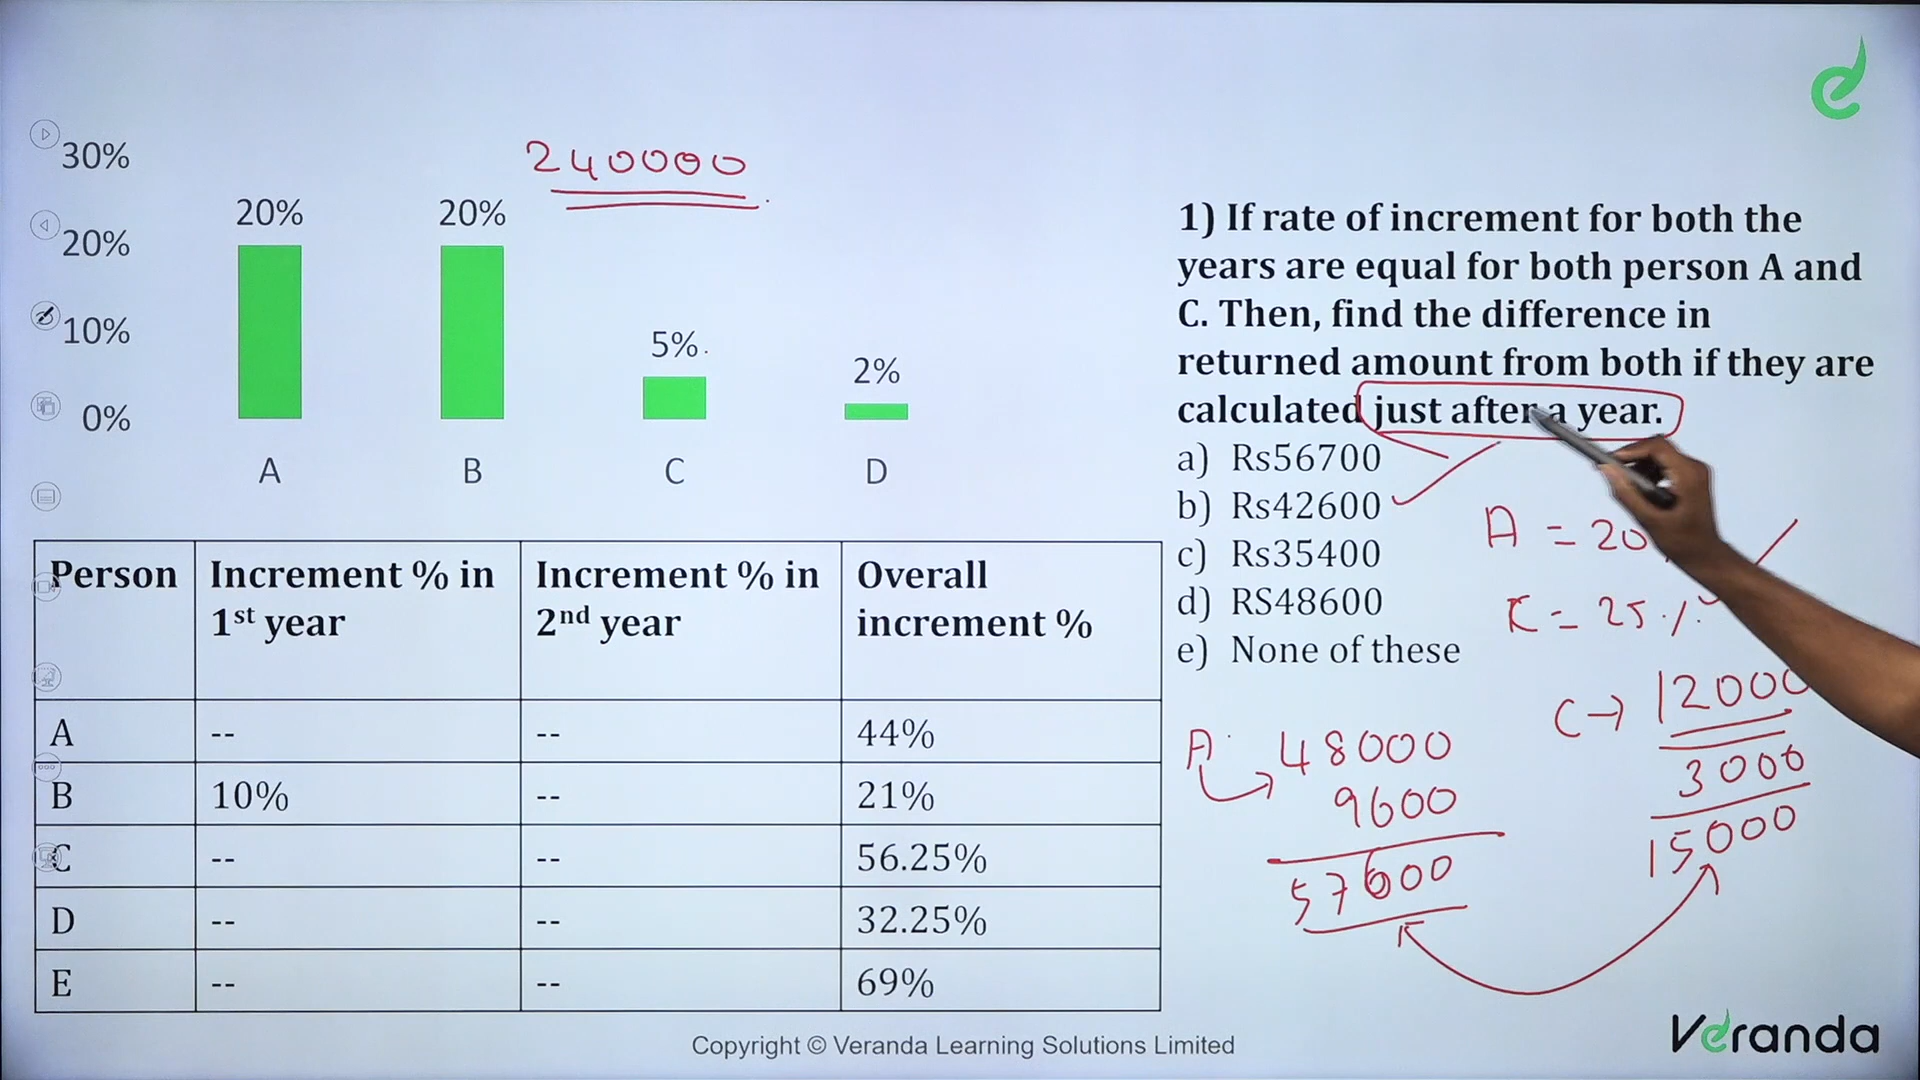 240000
30%
20%
10%
0%
20%
20%
5%
2%
A
B
C
D
1) If rate of increment for both the
years are equal for both person A and
C. Then, find the difference in
returned amount from both if they are
calculated just after a year.
a) Rs56700
b) Rs42600
c) Rs35400
d) RS48600
e) None of these
A = 20
C = 25%
A 48000
9600
57600
C → 12000
3000
15000
Person Increment % in 1st year Increment % in 2nd year Overall increment %
A -- -- 44%
B 10% -- 21%
C -- -- 56.25%
D -- -- 32.25%
E -- -- 69%
Copyright © Veranda Learning Solutions Limited
Veranda